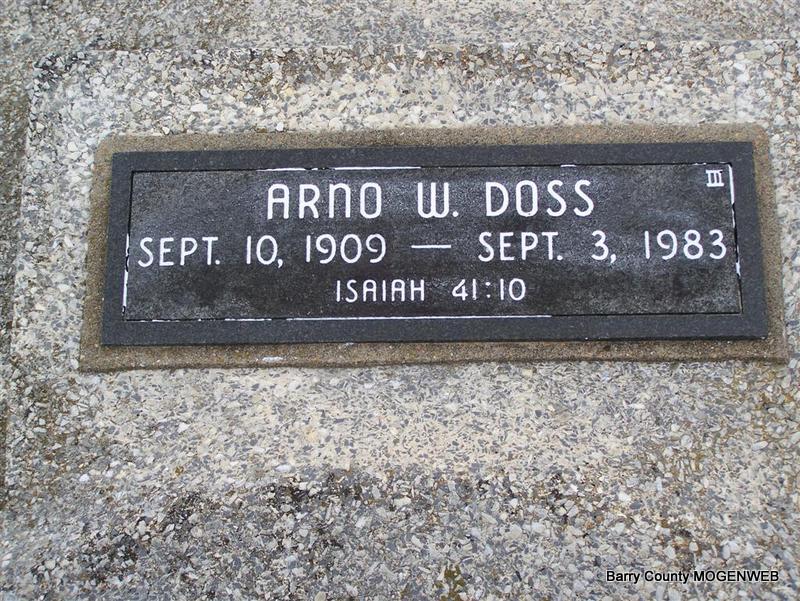 III
ARNO W. DOSS
SEPT. 10, 1909 — SEPT. 3, 1983
ISAIAH 41:10
Barry County MOGENWEB